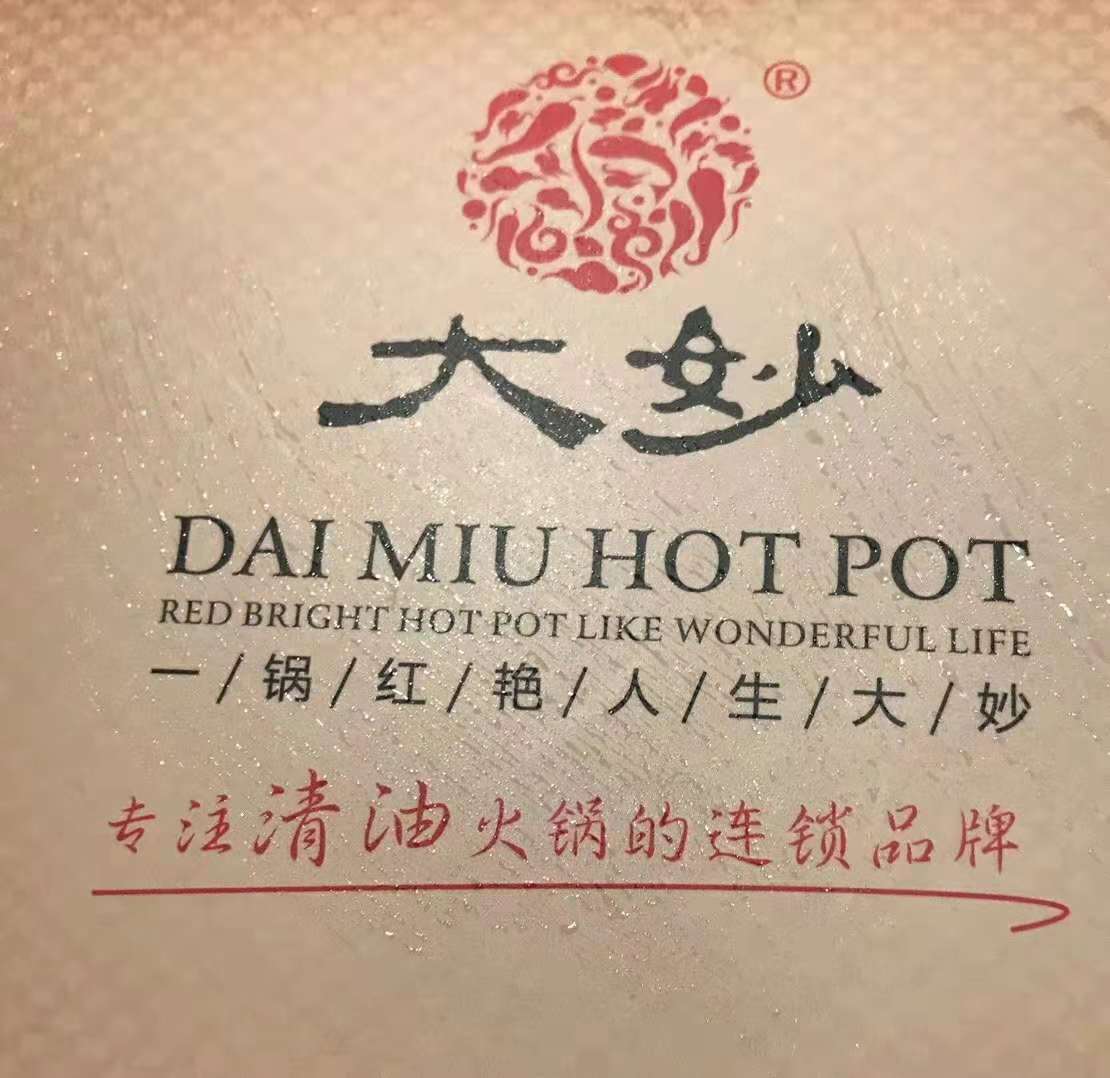 ®
大妙
DAI MIU HOT POT
RED BRIGHT HOT POT LIKE WONDERFUL LIFE
一/锅/红/艳/人/生/大/妙
专注清油火锅的连锁品牌